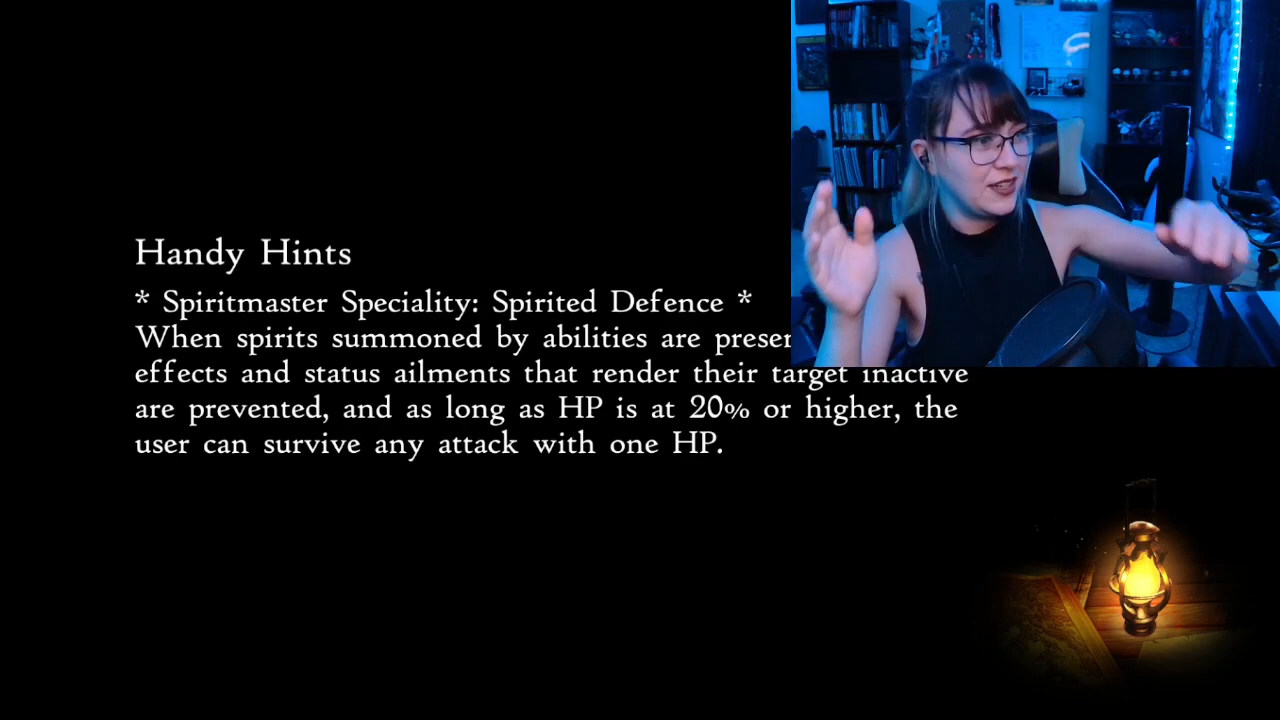 Handy Hints
* Spiritmaster Speciality: Spirited Defence *
When spirits summoned by abilities are
effects and status ailments that render their target inactive
are prevented, and as long as HP is at 20% or higher, the
user can survive any attack with one HP.